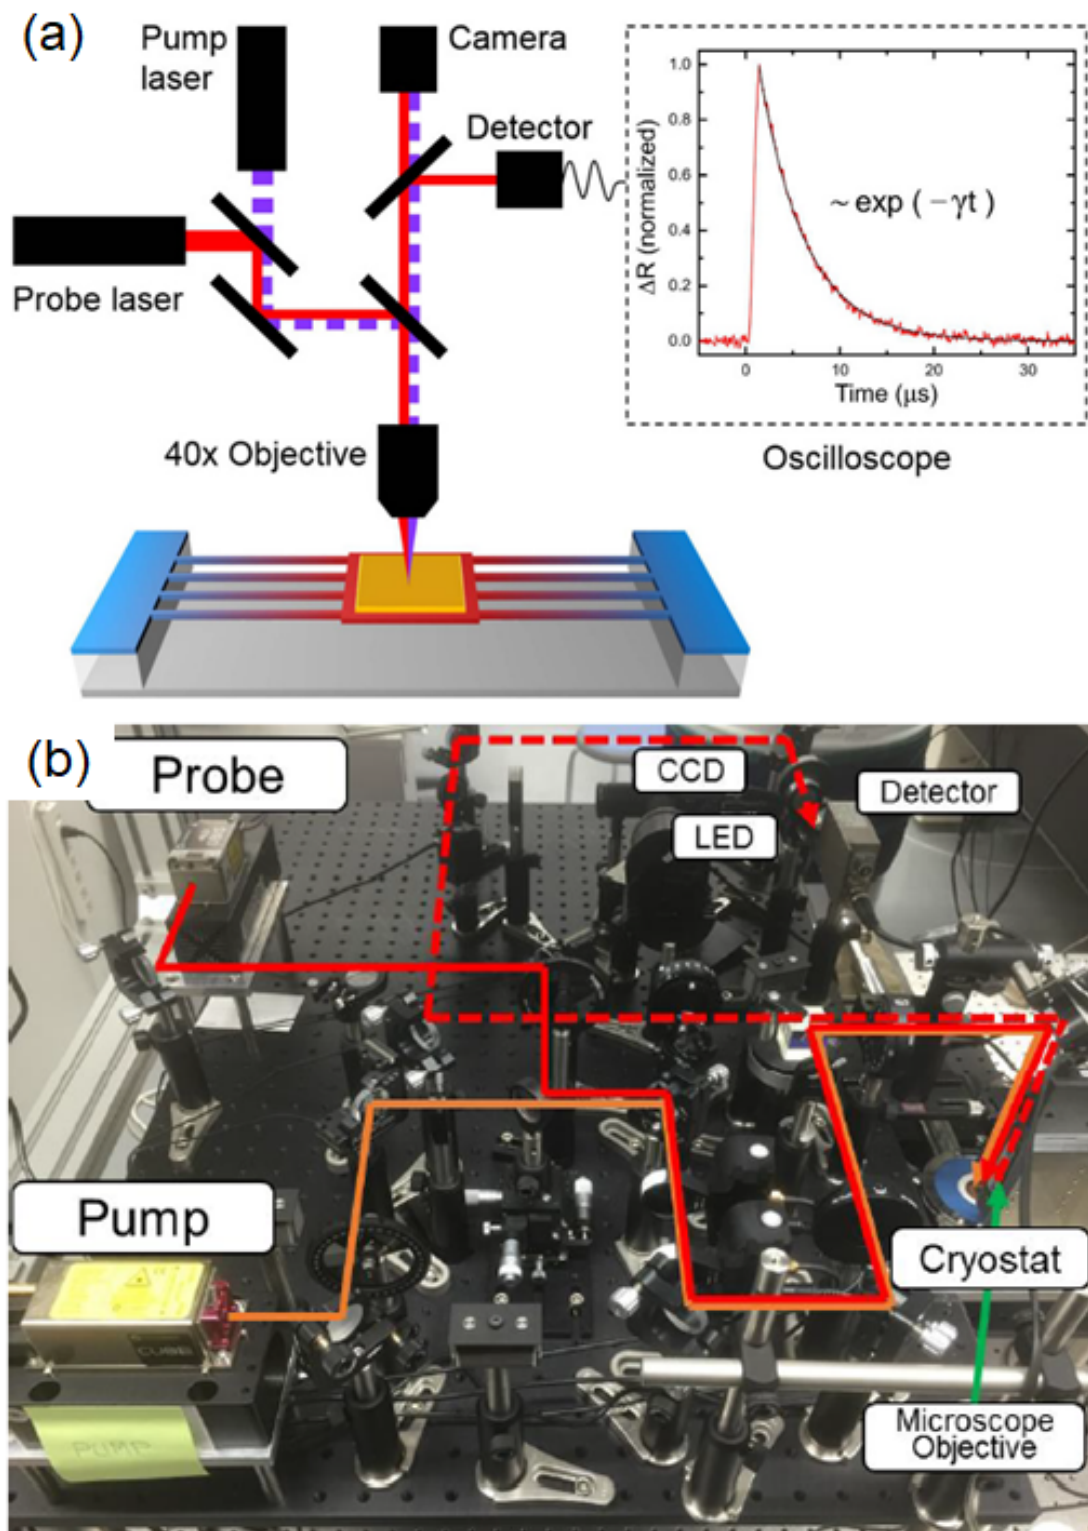 (a)
Pump
laser
Camera
Detector
Probe laser
40x Objective
ΔR (normalized)
1.0
0.8
0.6
0.4
0.2
0.0
~ exp ( −γt )
0
10
20
30
Time (μs)
Oscilloscope
(b)
Probe
CCD
Detector
LED
Pump
Cryostat
CUBE
PUMP
Microscope
Objective